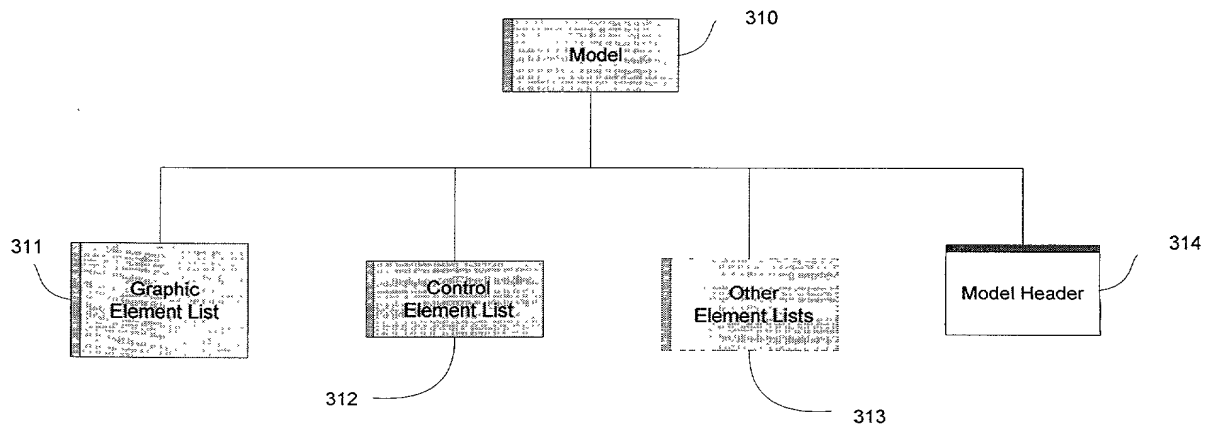 310
Model
311
Graphic
Element List
Control
Element List
Other
Element Lists
Model Header
314
312
313